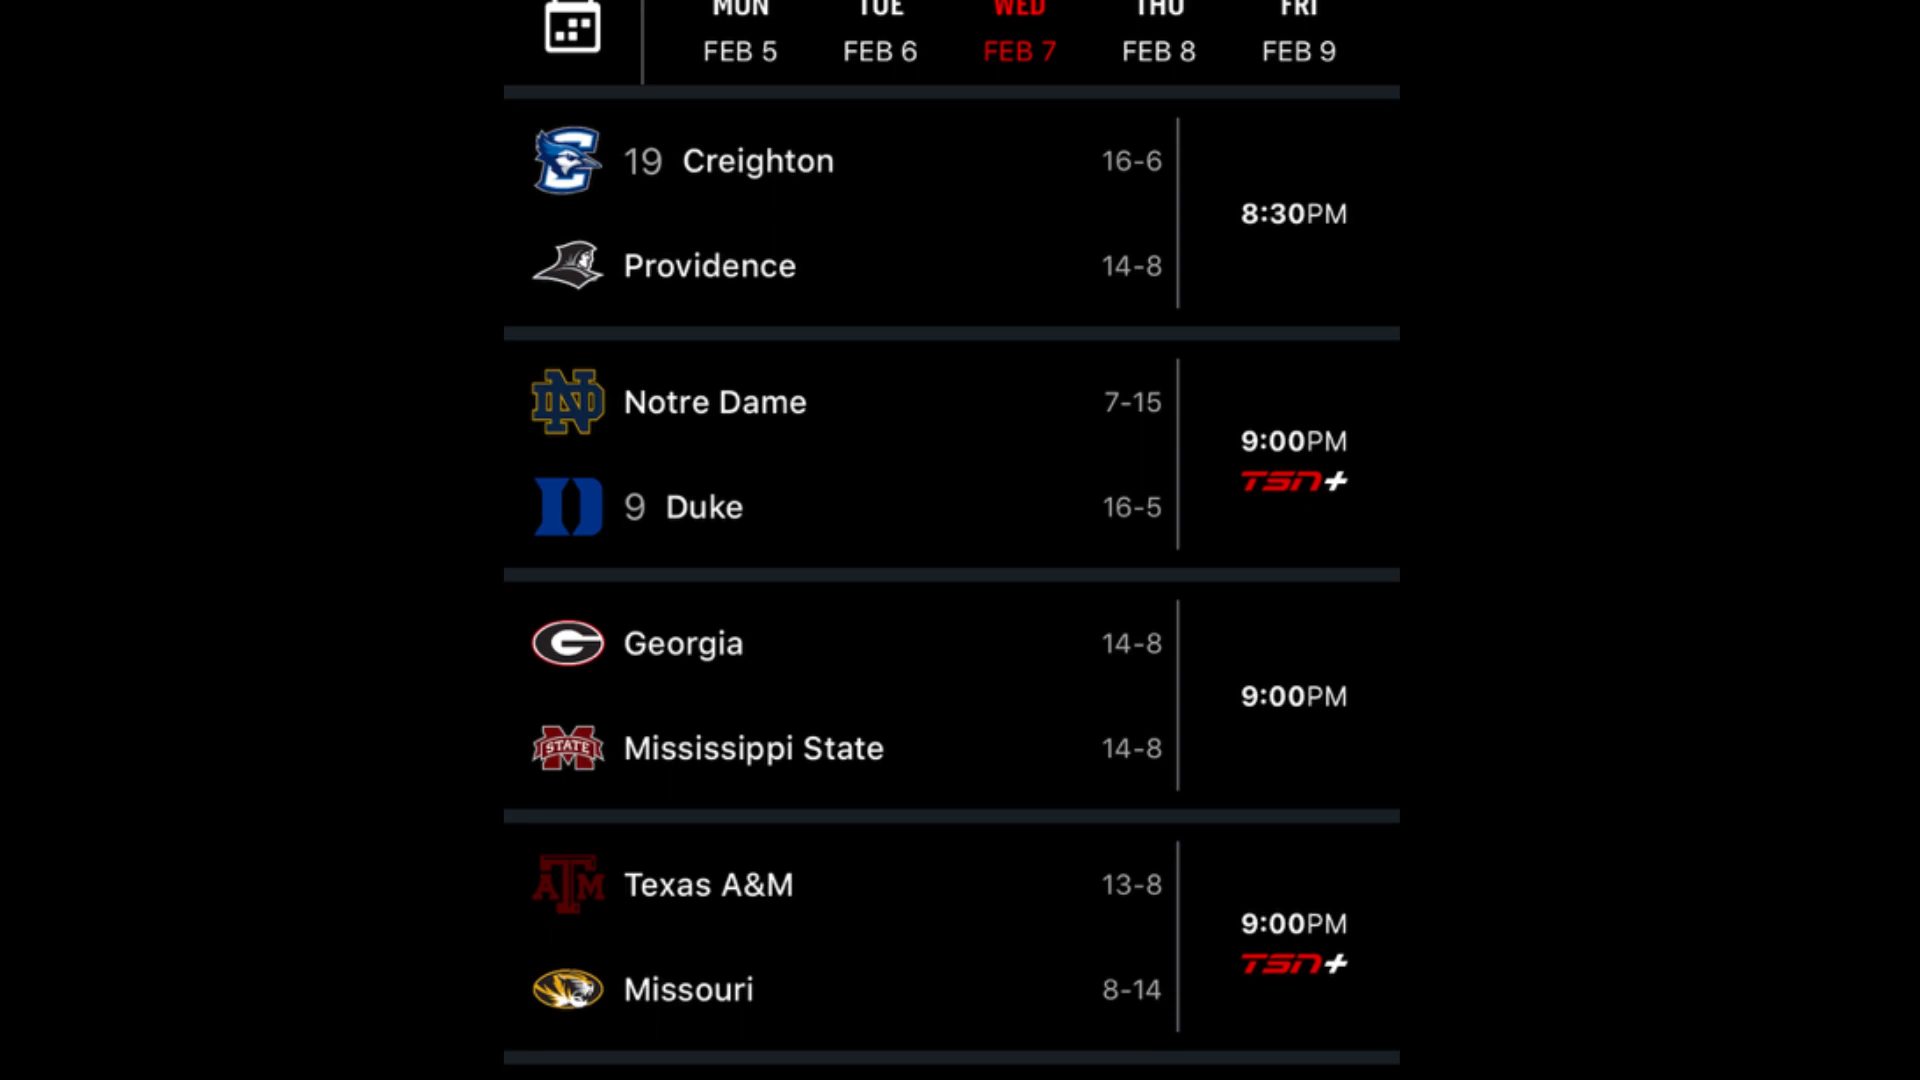 MON TUE WED THU FRI
FEB 5 FEB 6 FEB 7 FEB 8 FEB 9
19 Creighton 16-6
8:30PM
Providence 14-8
Notre Dame 7-15
9:00PM
TSN+
9 Duke 16-5
Georgia 14-8
9:00PM
STATE Mississippi State 14-8
ATM Texas A&M 13-8
9:00PM
TSN+
Missouri 8-14